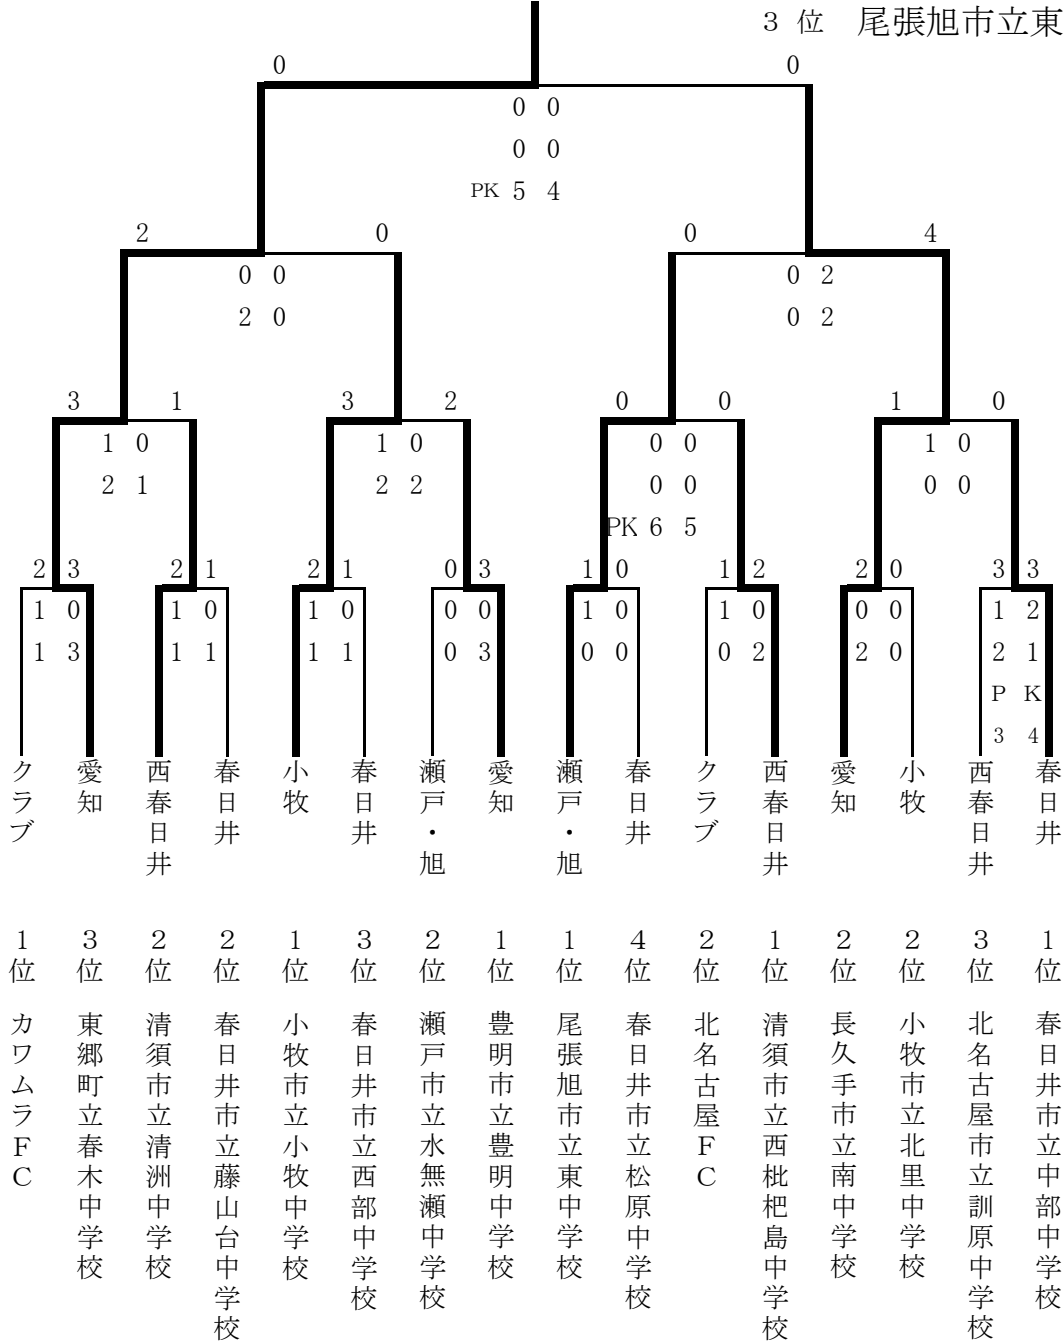 3 位 尾張旭市立東
0 0
0 0
0 0
PK 5 4
2 0 0 4
0 0 0 2
2 0 0 2
3 1 3 2 0 0 1 0
1 0 1 0 0 0 1 0
2 1 2 2 0 0 0 0
PK 6 5
2 3 2 1 2 1 0 3 1 0 1 2 2 0 3 3
1 0 1 0 1 0 0 0 1 0 1 0 0 0 1 2
1 3 1 1 1 1 0 3 0 0 0 2 2 0 2 1
P K
3 4
クラブ
愛知
西春日井
春日井
小牧
春日井
瀬戸・旭
愛知
瀬戸・旭
春日井
クラブ
西春日井
愛知
小牧
西春日井
春日井
1位 カワムラFC
3位 東郷町立春木中学校
2位 清須市立清洲中学校
2位 春日井市立藤山台中学校
1位 小牧市立小牧中学校
3位 春日井市立西部中学校
2位 瀬戸市立水無瀬中学校
1位 豊明市立豊明中学校
1位 尾張旭市立東中学校
4位 春日井市立松原中学校
2位 北名古屋FC
1位 清須市立西枇杷島中学校
2位 長久手市立南中学校
2位 小牧市立北里中学校
3位 北名古屋市立訓原中学校
1位 春日井市立中部中学校